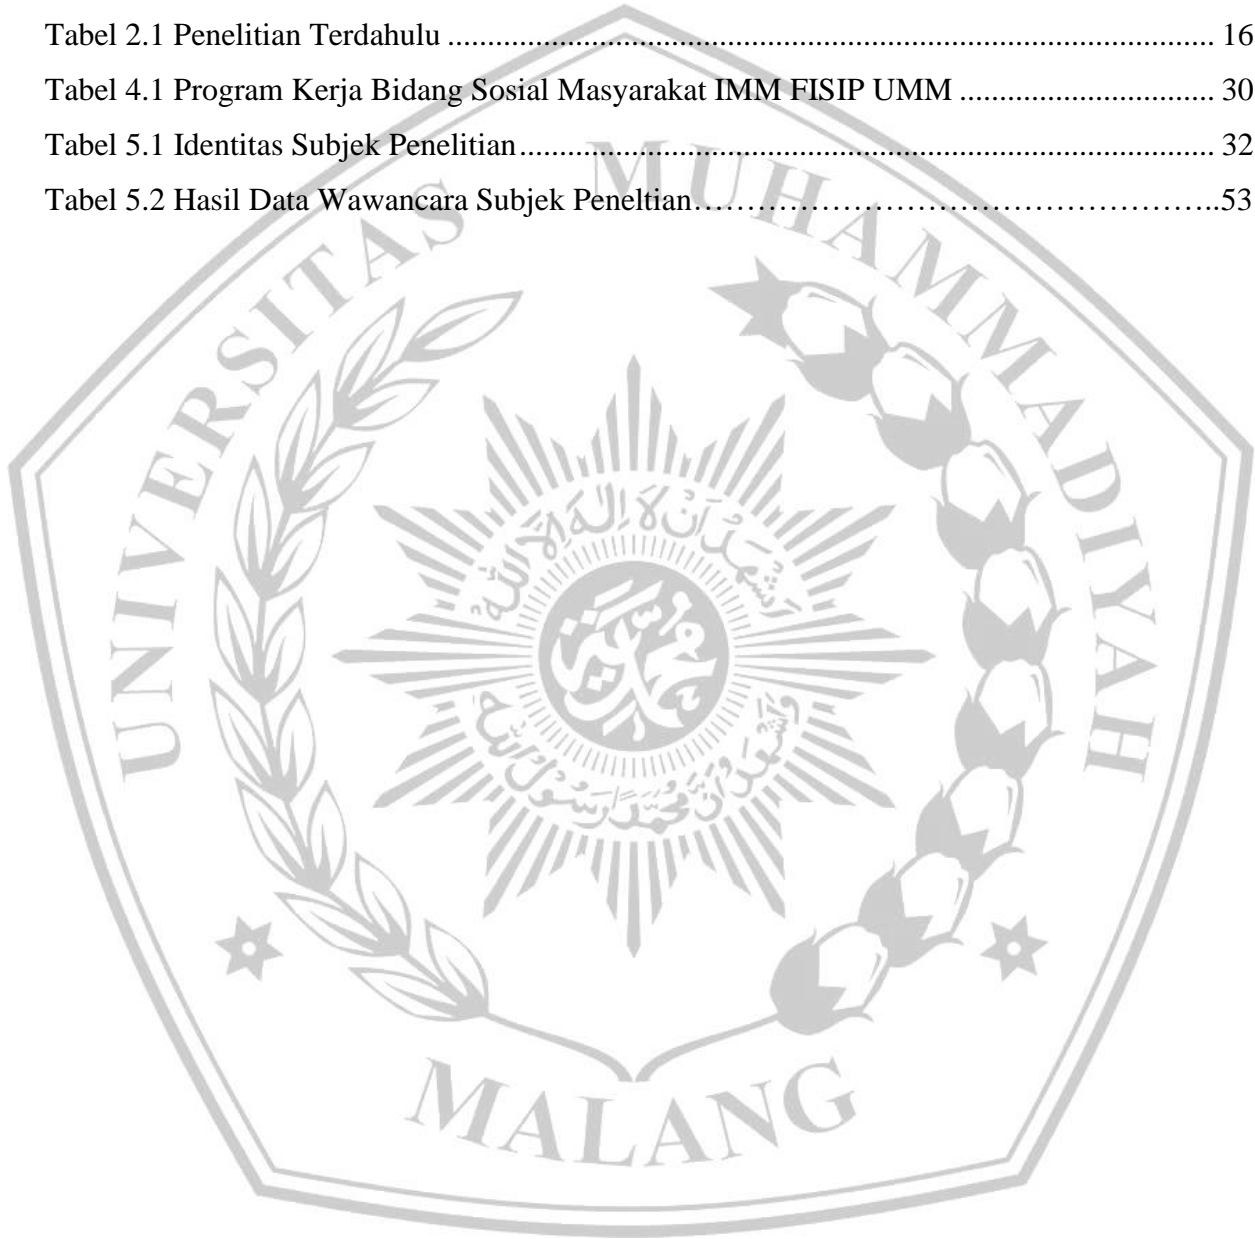 Tabel 2.1 Penelitian Terdahulu ................................................................................ 16
Tabel 4.1 Program Kerja Bidang Sosial Masyarakat IMM FISIP UMM ........................... 30
Tabel 5.1 Identitas Subjek Penelitian ......................................................................... 32
Tabel 5.2 Hasil Data Wawancara Subjek Peneltian……………………………………………..53
UNIVERSITAS MUHAMMADIYAH
MALANG